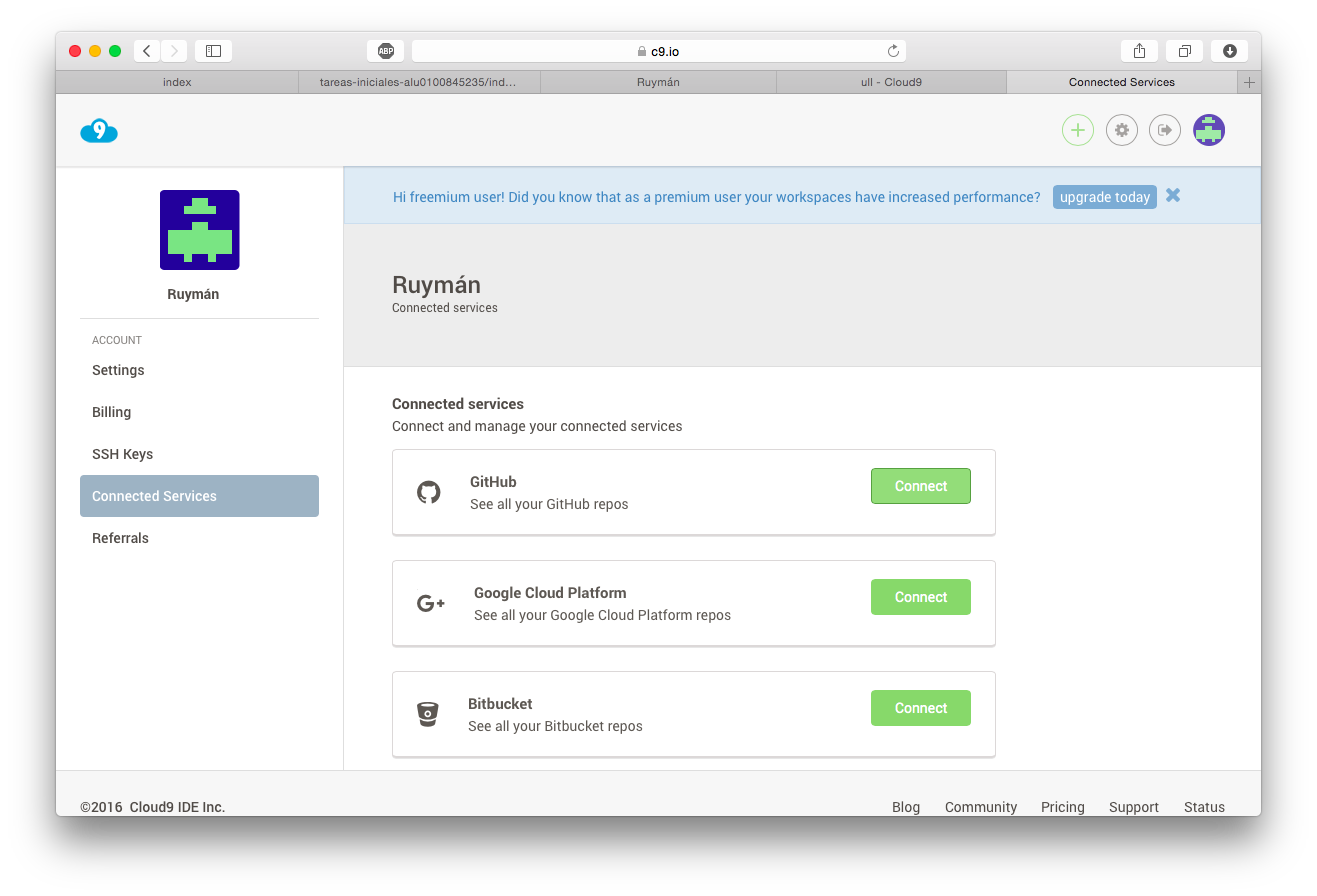 ABP
c9.io
index
tareas-iniciales-alu0100845235/ind…
Ruymán
ull - Cloud9
Connected Services
9
Hi freemium user! Did you know that as a premium user your workspaces have increased performance?
upgrade today
Ruymán
ACCOUNT
Settings
Billing
SSH Keys
Connected Services
Referrals
Ruymán
Connected services
Connected services
Connect and manage your connected services
GitHub
See all your GitHub repos
Connect
G+
Google Cloud Platform
See all your Google Cloud Platform repos
Connect
Bitbucket
See all your Bitbucket repos
Connect
©2016 Cloud9 IDE Inc.
Blog Community Pricing Support Status